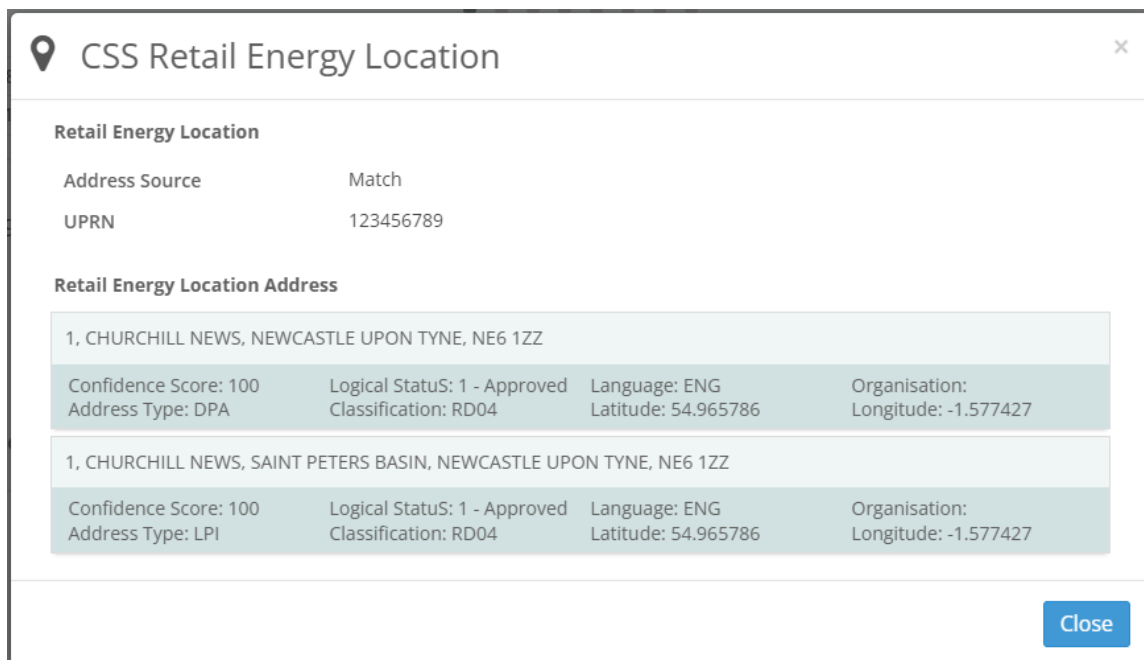 CSS Retail Energy Location ×
Retail Energy Location
Address Source Match
UPRN 123456789
Retail Energy Location Address
1, CHURCHILL NEWS, NEWCASTLE UPON TYNE, NE6 1ZZ
Confidence Score: 100 Logical StatuS: 1 - Approved Language: ENG Organisation:
Address Type: DPA Classification: RD04 Latitude: 54.965786 Longitude: -1.577427
1, CHURCHILL NEWS, SAINT PETERS BASIN, NEWCASTLE UPON TYNE, NE6 1ZZ
Confidence Score: 100 Logical StatuS: 1 - Approved Language: ENG Organisation:
Address Type: LPI Classification: RD04 Latitude: 54.965786 Longitude: -1.577427
Close